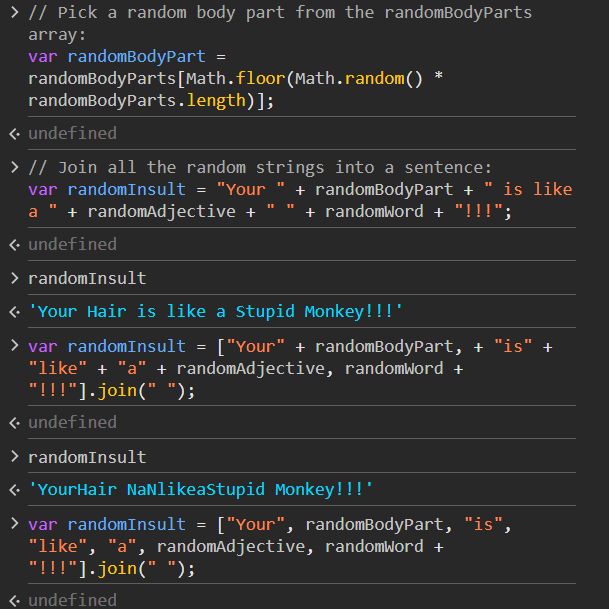 > // Pick a random body part from the randomBodyParts
array:
var randomBodyPart =
randomBodyParts[Math.floor(Math.random() *
randomBodyParts.length)];
<· undefined
> // Join all the random strings into a sentence:
var randomInsult = "Your " + randomBodyPart + " is like
a " + randomAdjective + " " + randomWord + "!!!";
<· undefined
> randomInsult
<· 'Your Hair is like a Stupid Monkey!!!'
> var randomInsult = ["Your" + randomBodyPart, + "is" +
"like" + "a" + randomAdjective, randomWord +
"!!!"].join(" ");
<· undefined
> randomInsult
<· 'YourHair NaNlikeaStupid Monkey!!!'
> var randomInsult = ["Your", randomBodyPart, "is",
"like", "a", randomAdjective, randomWord +
"!!!"].join(" ");
<· undefined